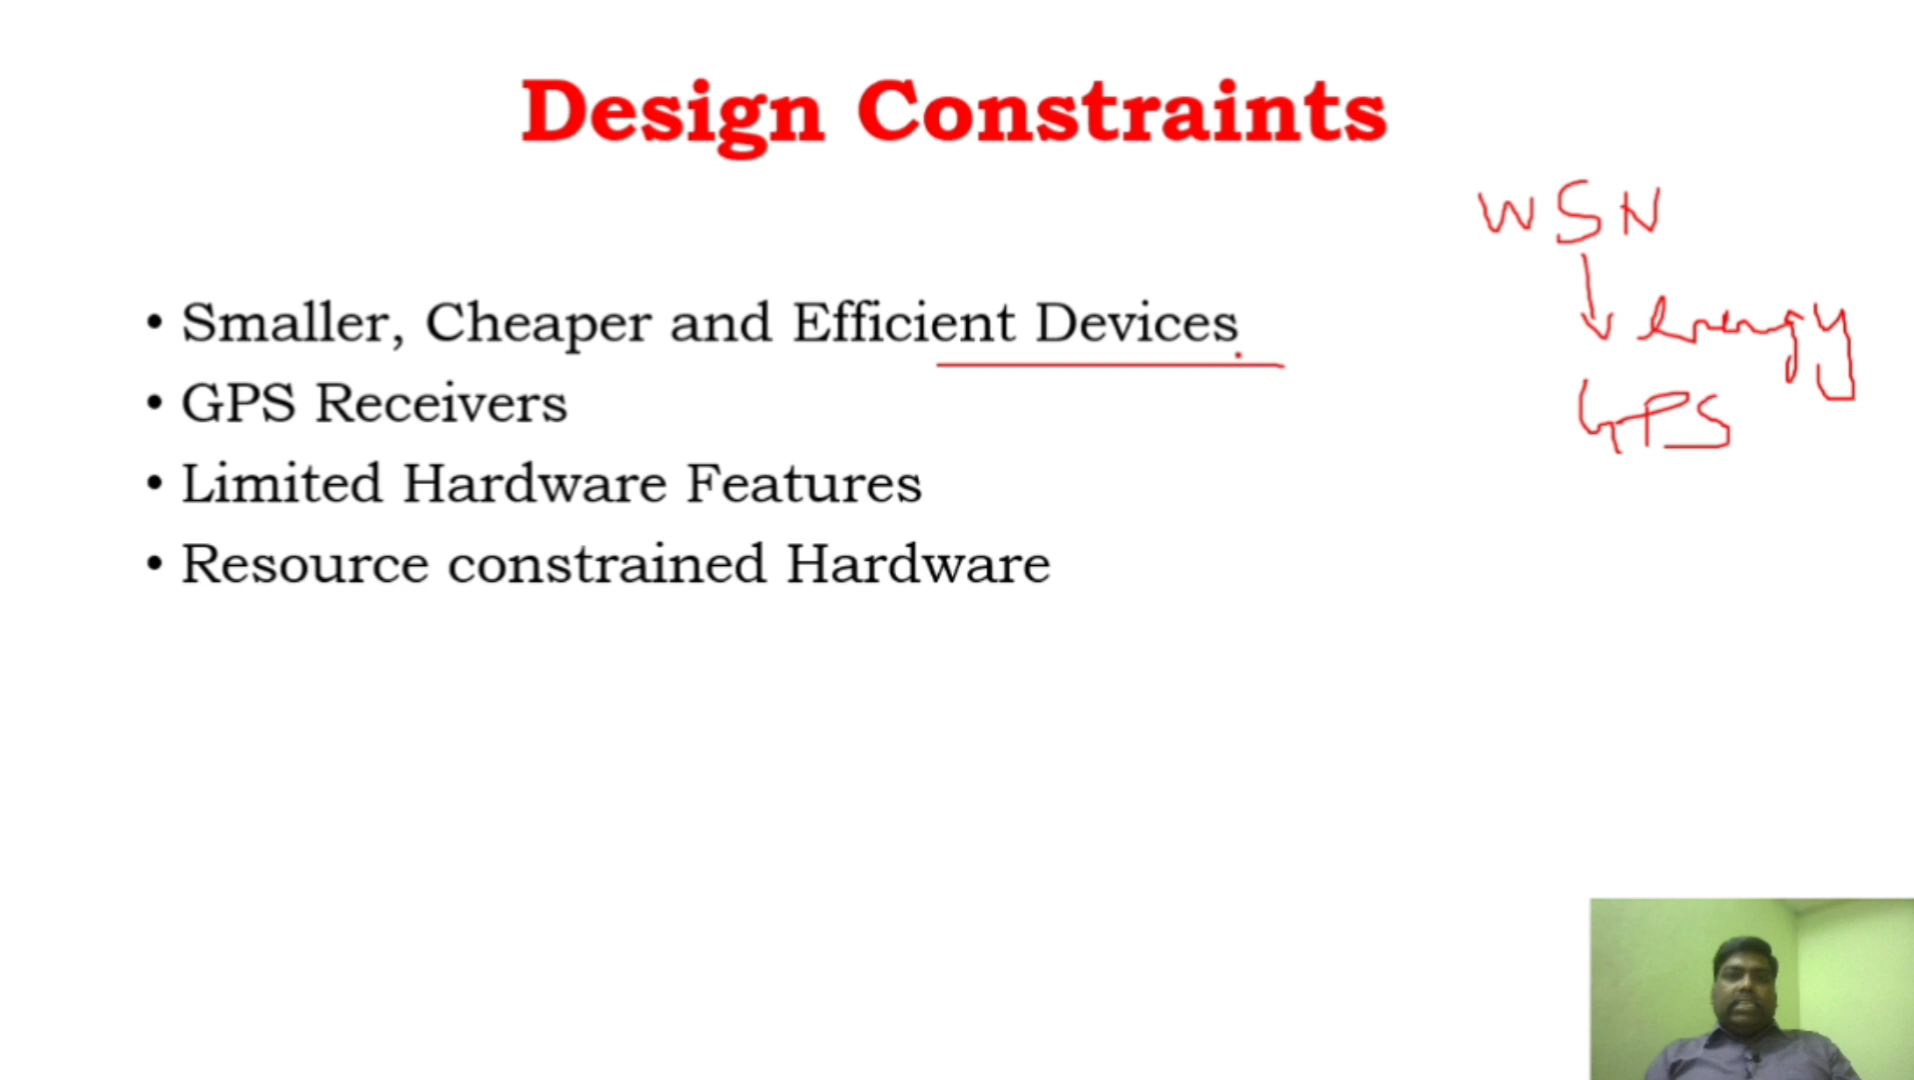 Design Constraints
• Smaller, Cheaper and Efficient Devices
• GPS Receivers
• Limited Hardware Features
• Resource constrained Hardware
WSN
energy
GPS